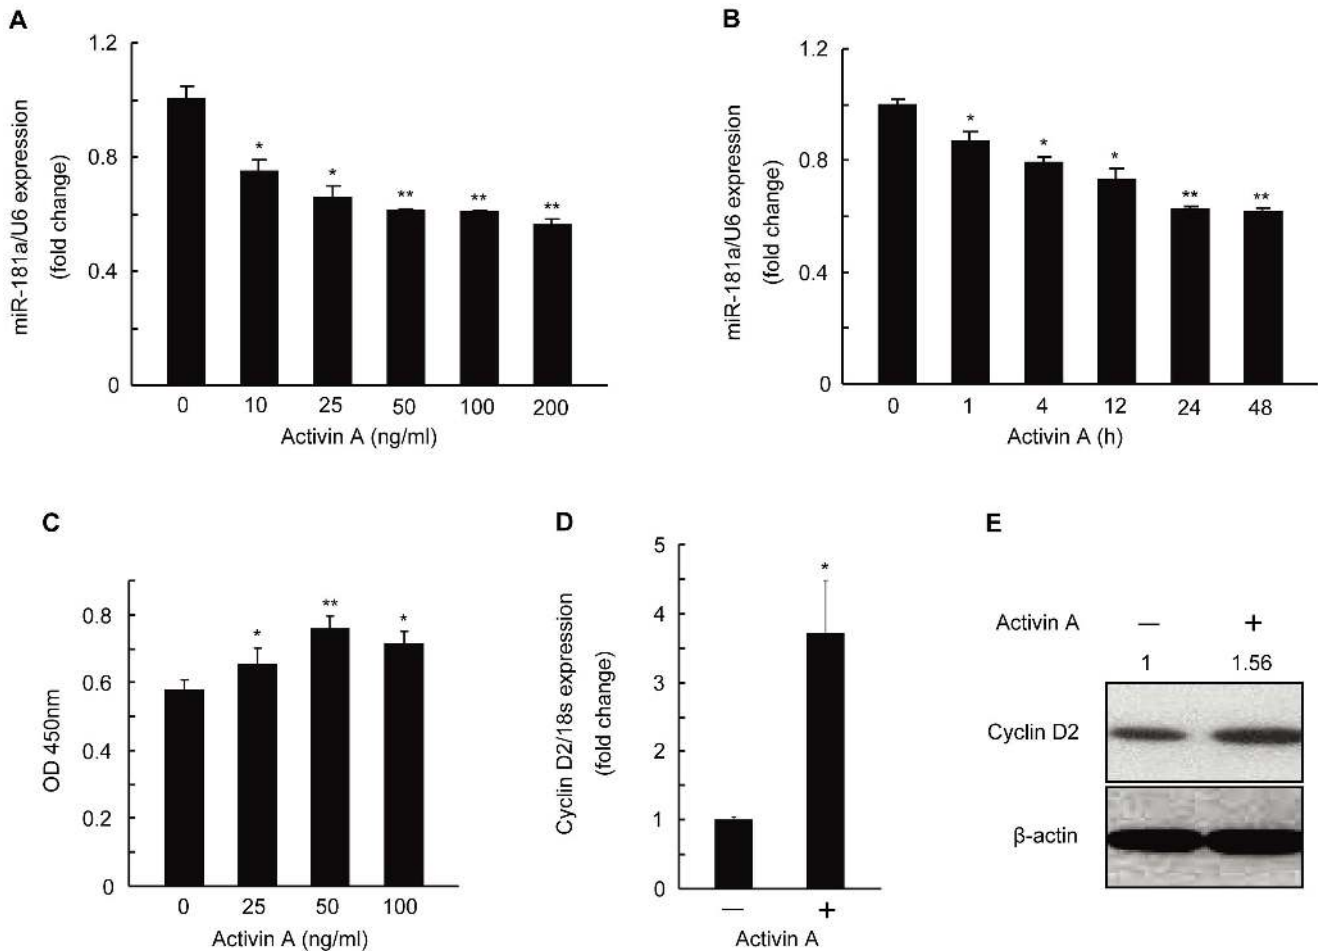 A
miR-181a/U6 expression
(fold change)
1.2
0.8
0.4
0
*
*
**
**
**
0 10 25 50 100 200
Activin A (ng/ml)
B
miR-181a/U6 expression
(fold change)
1.2
0.8
0.4
0
*
*
*
**
**
0 1 4 12 24 48
Activin A (h)
C
OD 450nm
0.8
0.6
0.4
0.2
0
*
**
*
0 25 50 100
Activin A (ng/ml)
D
Cyclin D2/18s expression
(fold change)
5
4
3
2
1
0
*
— +
Activin A
E
Activin A — +
1 1.56
Cyclin D2
β-actin